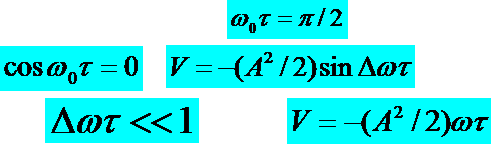 ω₀τ = π / 2
cos ω₀τ = 0 V = −(A² / 2) sin Δωτ
Δωτ << 1 V = −(A² / 2)ωτ